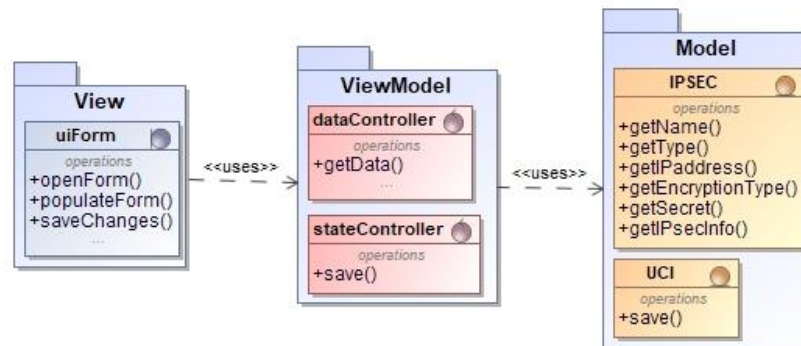 View
uiForm
operations
+openForm()
+populateForm()
+saveChanges()
...
<<uses>>
ViewModel
dataController
operations
+getData()
...
stateController
operations
+save()
<<uses>>
Model
IPSEC
operations
+getName()
+getType()
+getIPaddress()
+getEncryptionType()
+getSecret()
+getIPsecInfo()
UCI
operations
+save()